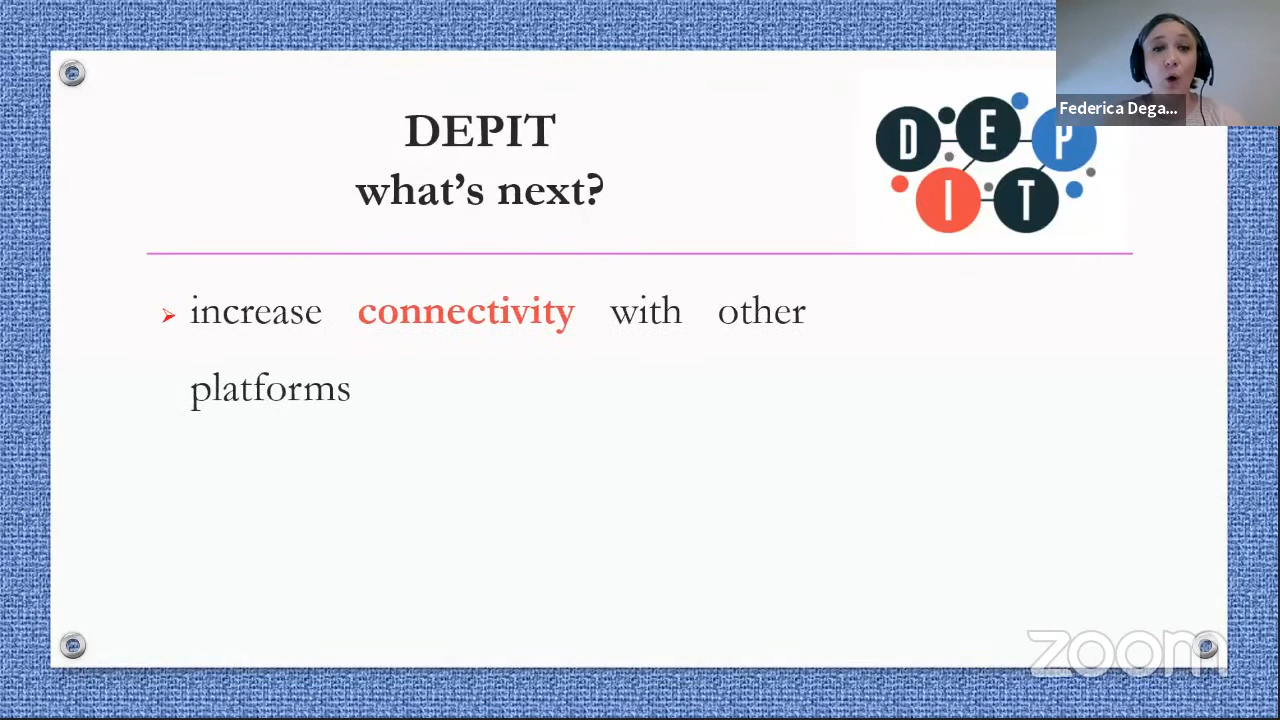 DEPIT
what's next?
D E P
I T
Federica Dega...
➢ increase connectivity with other
platforms
zoom